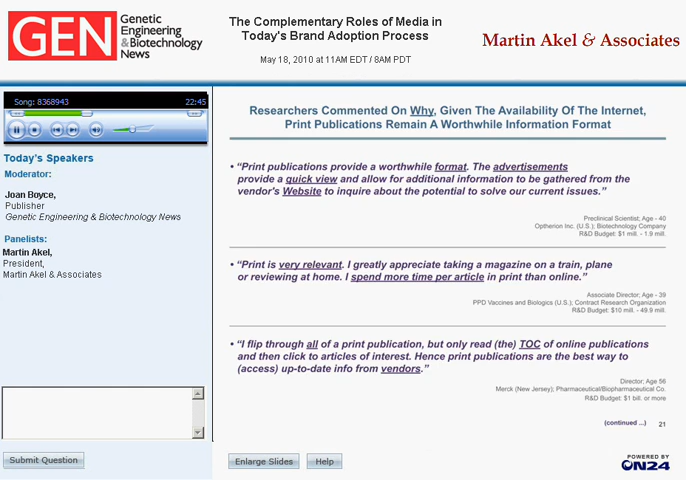 GEN Genetic
Engineering
& Biotechnology
News
The Complementary Roles of Media in
Today's Brand Adoption Process
May 18, 2010 at 11AM EDT / 8AM PDT
Martin Akel & Associates
Song: 8368943 22:45
Today's Speakers
Moderator:
Joan Boyce,
Publisher
Genetic Engineering & Biotechnology News
Panelists:
Martin Akel,
President,
Martin Akel & Associates
Submit Question
Researchers Commented On Why, Given The Availability Of The Internet,
Print Publications Remain A Worthwhile Information Format
• “Print publications provide a worthwhile format. The advertisements
provide a quick view and allow for additional information to be gathered from the
vendor's Website to inquire about the potential to solve our current issues.”
Preclinical Scientist; Age - 40
Optherion Inc. (U.S.); Biotechnology Company
R&D Budget: $1 mill. - 1.9 mill.
• “Print is very relevant. I greatly appreciate taking a magazine on a train, plane
or reviewing at home. I spend more time per article in print than online.”
Associate Director; Age - 39
PPD Vaccines and Biologics (U.S.); Contract Research Organization
R&D Budget: $10 mill. - 49.9 mill.
• “I flip through all of a print publication, but only read (the) TOC of online publications
and then click to articles of interest. Hence print publications are the best way to
(access) up-to-date info from vendors.”
Director; Age 56
Merck (New Jersey); Pharmaceutical/Biopharmaceutical Co.
R&D Budget: $1 bill. or more
(continued ...) 21
Enlarge Slides Help
POWERED BY
ON24